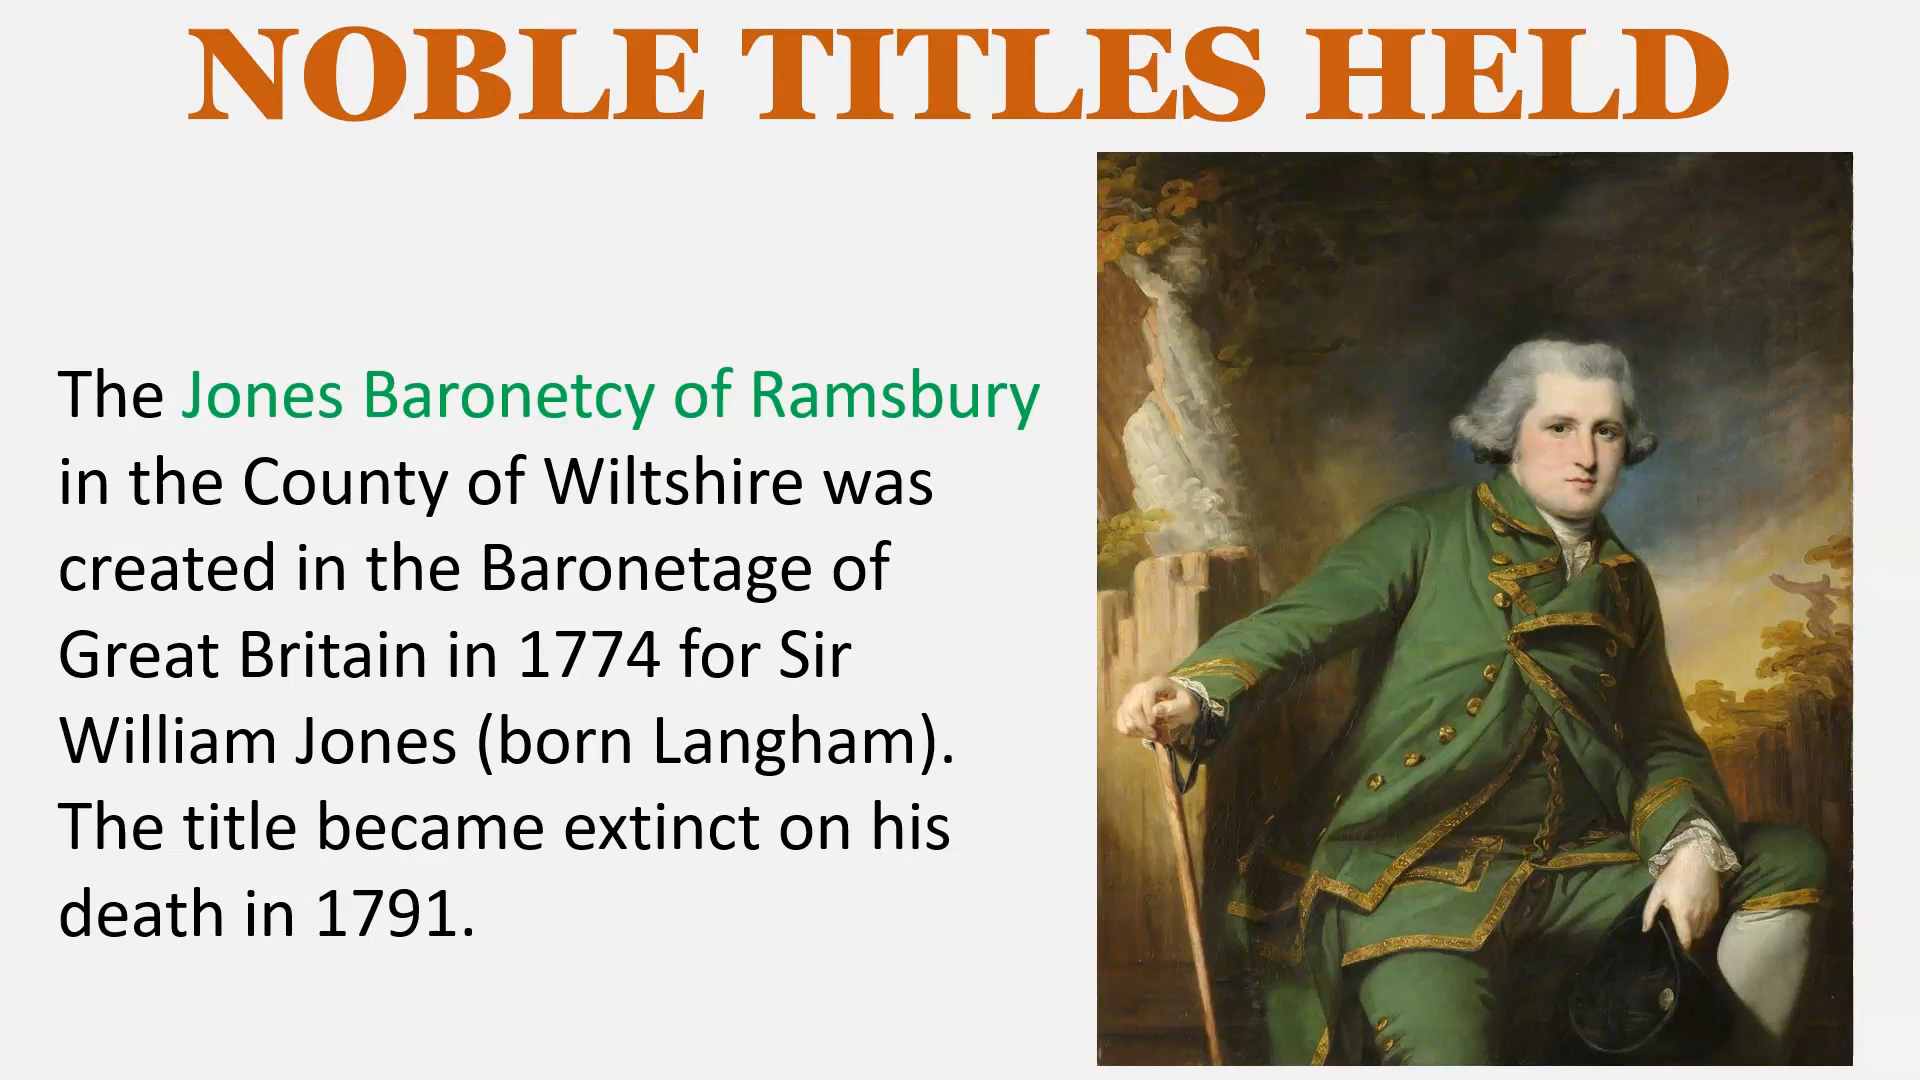 NOBLE TITLES HELD
The Jones Baronetcy of Ramsbury
in the County of Wiltshire was
created in the Baronetage of
Great Britain in 1774 for Sir
William Jones (born Langham).
The title became extinct on his
death in 1791.